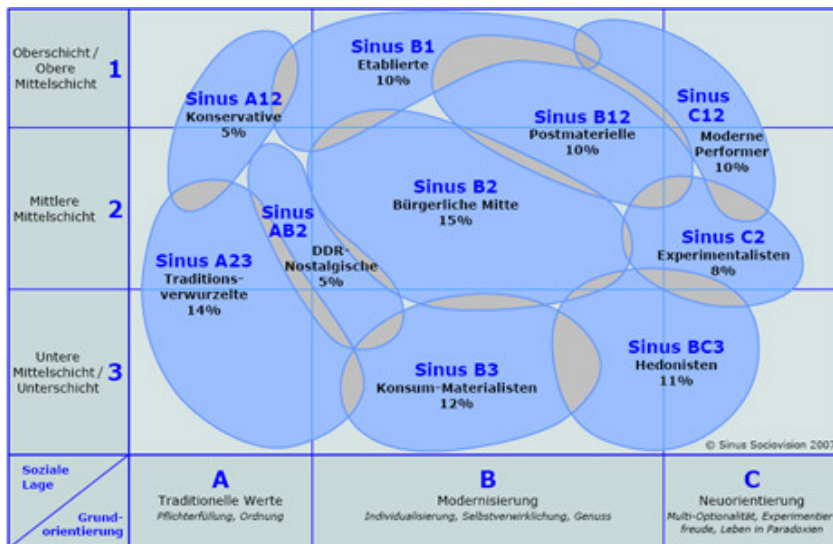 Oberschicht /
Obere
Mittelschicht
1
Sinus B1
Etablierte
10%
Sinus A12
Konservative
5%
Sinus B12
Postmaterielle
10%
Sinus
C12
Moderne
Performer
10%
Mittlere
Mittelschicht
2
Sinus
AB2
DDR-
Nostalgische
5%
Sinus B2
Bürgerliche Mitte
15%
Sinus C2
Experimentalisten
8%
Sinus A23
Traditions-
verwurzelte
14%
Untere
Mittelschicht /
Unterschicht
3
Sinus B3
Konsum-Materialisten
12%
Sinus BC3
Hedonisten
11%
© Sinus Sociovision 2007
Soziale
Lage
Grund-
orientierung
A
Traditionelle Werte
Pflichterfüllung, Ordnung
B
Modernisierung
Individualisierung, Selbstverwirklichung, Genuss
C
Neuorientierung
Multi-Optionalität, Experimentier-
freude, Leben in Paradoxien